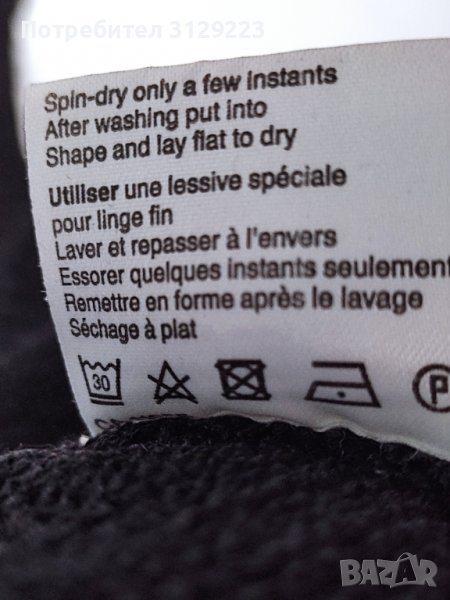 Потребител 3129223
Spin-dry only a few instants
After washing put into
Shape and lay flat to dry
Utiliser une lessive spéciale
pour linge fin
Laver et repasser à l'envers
Essorer quelques instants seulement
Remettre en forme après le lavage
Séchage à plat
30
P
BAZAR